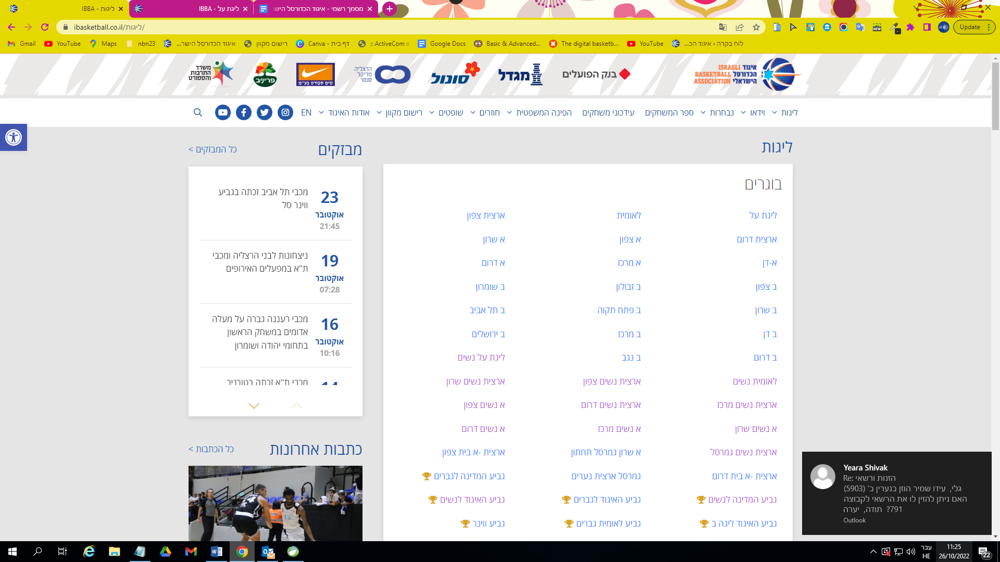 ליגות - IBBA
ליגת על - IBBA
מסמך רשמי - איגוד הכדורסל הישר
ibasketball.co.il/ליגות/
Update
Gmail
YouTube
Maps
nbn23
איגוד הכדורסל הישר...
רישום מקוון
Canva - דף בית
:: ActiveCom ::
Google Docs
Basic & Advanced...
The digital basketb...
YouTube
לוח בקרה › איגוד הכ...
איגוד הכדורסל הישראלי
ISRAELI BASKETBALL ASSOCIATION
בנק הפועלים
מגדל
סונול
הרצליה מדיקל סנטר
טים ספורט בע"מ
פריניב
משרד התרבות והספורט
ליגות
וידאו
נבחרות
ספר המשחקים
עידכוני משחקים
הפינה המשפטית
חוזרים
שופטים
רישום מקוון
אודות האיגוד
EN
ליגות
בוגרים
ליגת על
לאומית
ארצית צפון
ארצית דרום
א צפון
א שרון
א-דן
א מרכז
א דרום
ב צפון
ב זבולון
ב שומרון
ב שרון
ב פתח תקוה
ב תל אביב
ב דן
ב מרכז
ב ירושלים
ב דרום
ב נגב
ליגת על נשים
לאומית נשים
ארצית נשים צפון
ארצית נשים שרון
ארצית נשים מרכז
ארצית נשים דרום
א נשים צפון
א נשים שרון
א נשים מרכז
א נשים דרום
ארצית נשים גמרסל
א שרון גמרסל תחתון
ארצית -א בית צפון
ארצית -א בית דרום
גמרסל ארצית נערים
גביע המדינה לגברים
גביע המדינה לנשים
גביע האיגוד לגברים
גביע האיגוד לנשים
גביע האיגוד ליגה ב
גביע לאומית גברים
גביע ווינר
מבזקים
כל המבזקים >
23
אוקטובר
21:45
מכבי תל אביב זכתה בגביע
ווינר סל
19
אוקטובר
07:28
ניצחונות לבני הרצליה ומכבי
ת"א במפעלים האירופים
16
אוקטובר
10:16
מכבי רעננה גברה על מעלה
אדומים במשחק הראשון
בתחומי יהודה ושומרון
14
מכבי ת"א זכתה בטורניר
כתבות אחרונות
כל הכתבות >
Yeara Shivak
Re: הזנות ורשאי
גלי, עידו שמיר הוזן בנערין ב' (5903)
האם ניתן להזין לו את הרשאי לקבוצה
791? תודה, יערה
Outlook
עבר
HE
11:25
26/10/2022
22